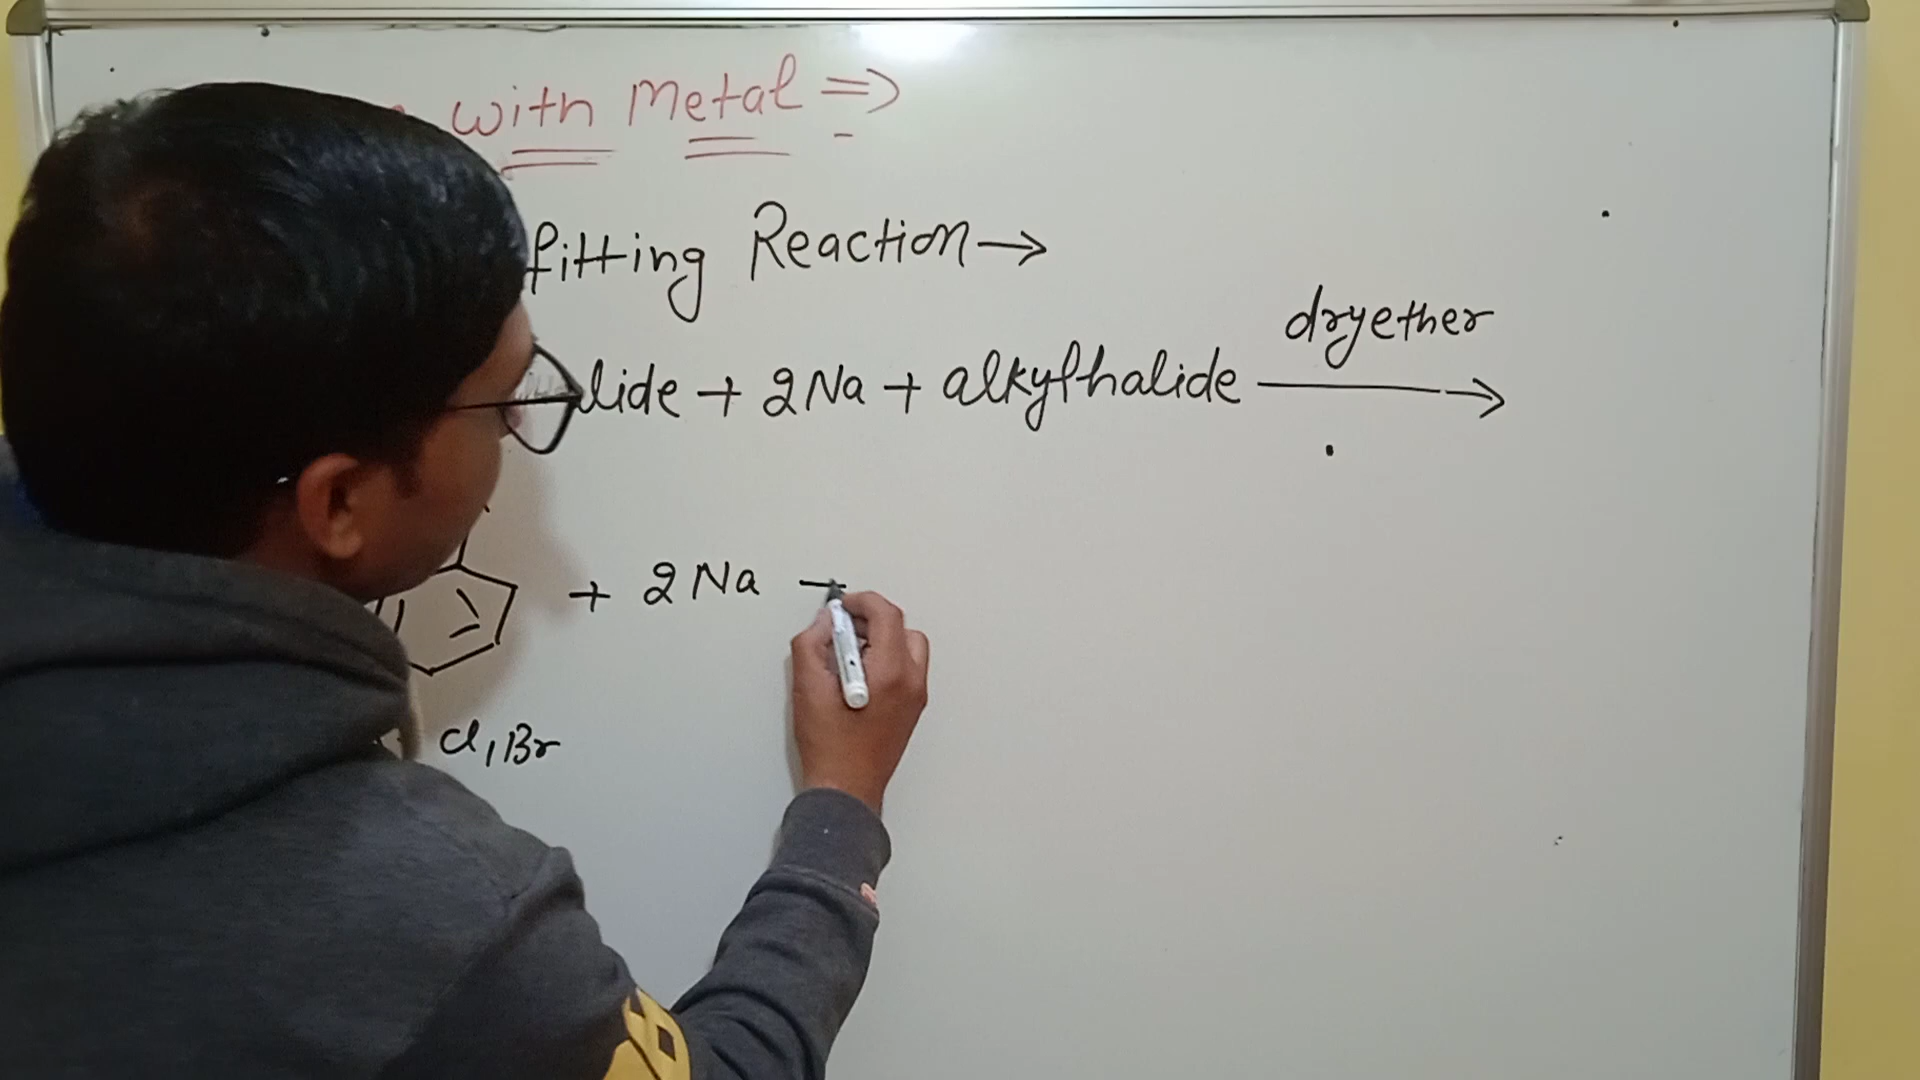 with Metal ⇒
fitting Reaction →
lide + 2Na + alkylhalide
dryether
+ 2Na
Cl, Br